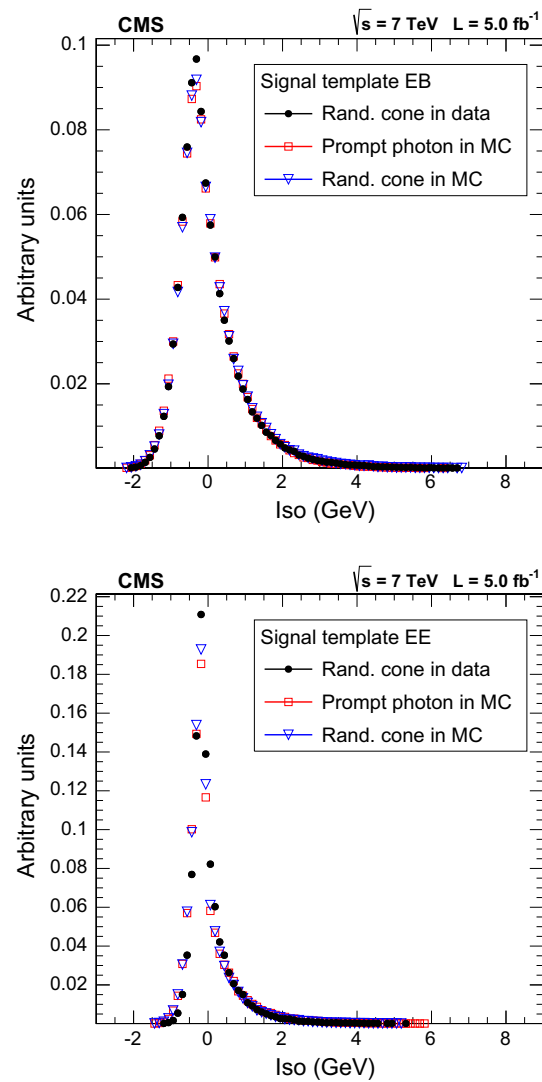 CMS √s = 7 TeV L = 5.0 fb⁻¹
0.1
0.08
0.06
0.04
0.02
Arbitrary units
Signal template EB
Rand. cone in data
Prompt photon in MC
Rand. cone in MC
-2 0 2 4 6 8
Iso (GeV)
CMS √s = 7 TeV L = 5.0 fb⁻¹
0.22
0.2
0.18
0.16
0.14
0.12
0.1
0.08
0.06
0.04
0.02
Arbitrary units
Signal template EE
Rand. cone in data
Prompt photon in MC
Rand. cone in MC
-2 0 2 4 6 8
Iso (GeV)